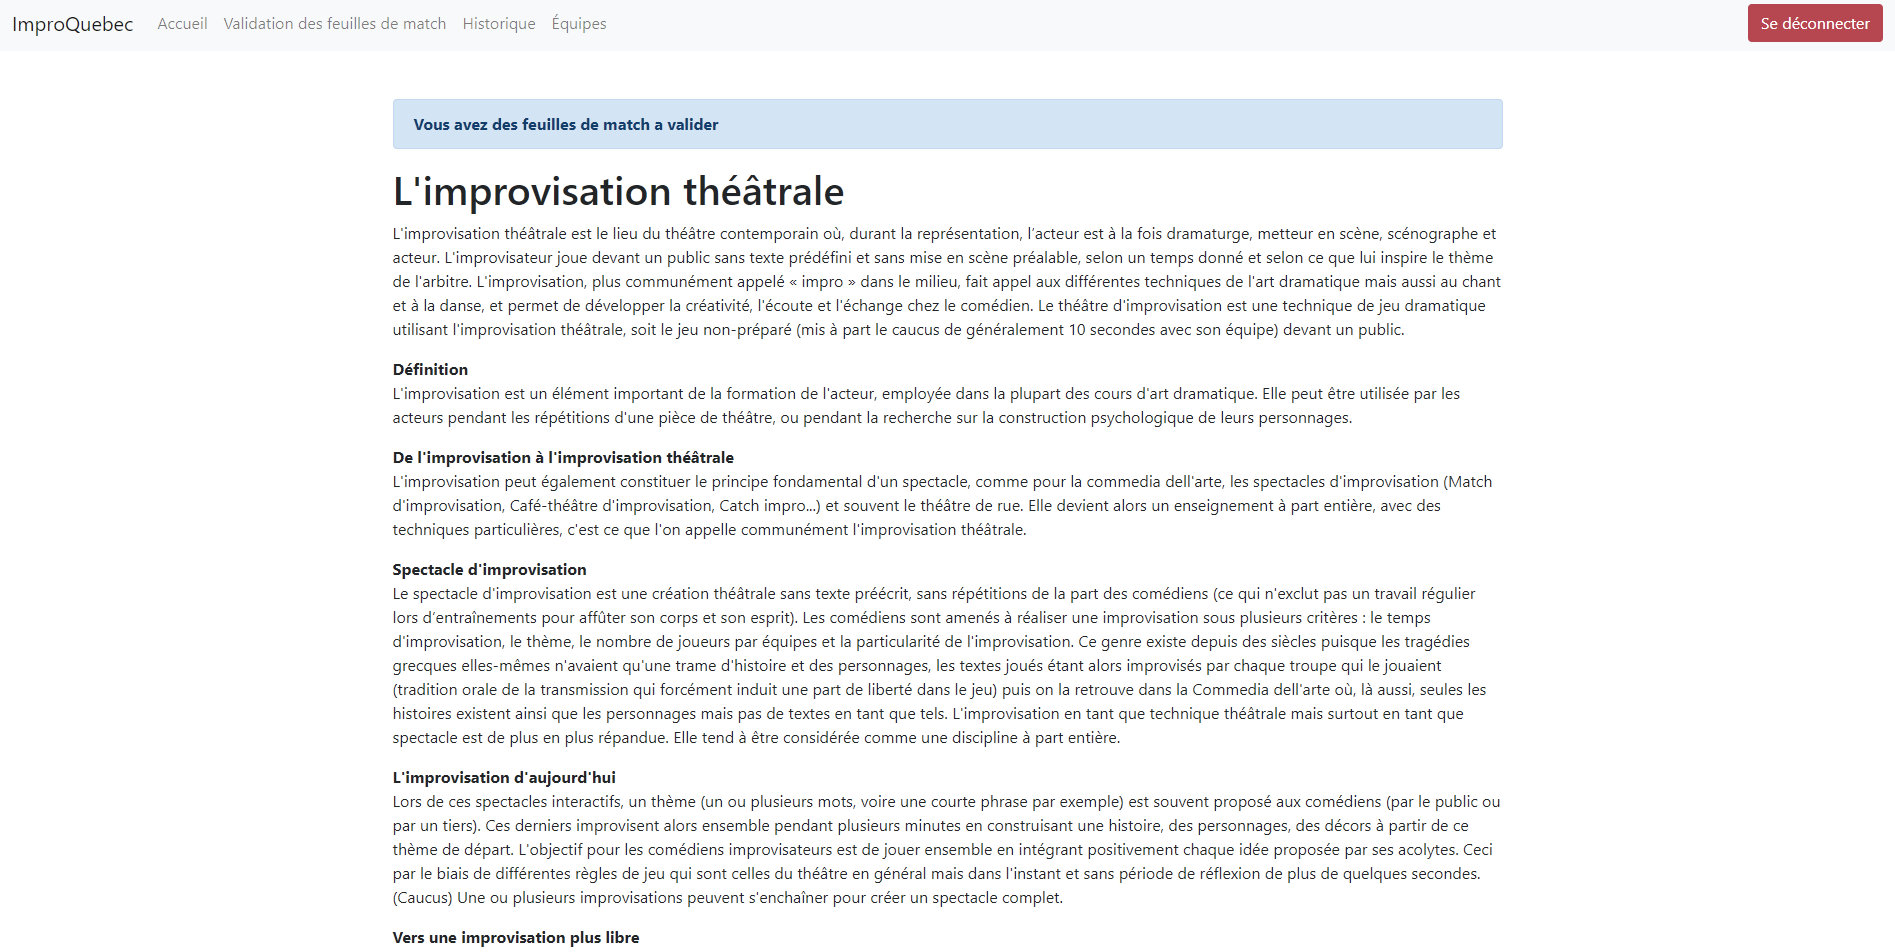 ImproQuebec Accueil Validation des feuilles de match Historique Équipes Se déconnecter
Vous avez des feuilles de match a valider
L'improvisation théâtrale
L'improvisation théâtrale est le lieu du théâtre contemporain où, durant la représentation, l’acteur est à la fois dramaturge, metteur en scène, scénographe et
acteur. L'improvisateur joue devant un public sans texte prédéfini et sans mise en scène préalable, selon un temps donné et selon ce que lui inspire le thème
de l'arbitre. L'improvisation, plus communément appelé « impro » dans le milieu, fait appel aux différentes techniques de l'art dramatique mais aussi au chant
et à la danse, et permet de développer la créativité, l'écoute et l'échange chez le comédien. Le théâtre d'improvisation est une technique de jeu dramatique
utilisant l'improvisation théâtrale, soit le jeu non-préparé (mis à part le caucus de généralement 10 secondes avec son équipe) devant un public.
Définition
L'improvisation est un élément important de la formation de l'acteur, employée dans la plupart des cours d'art dramatique. Elle peut être utilisée par les
acteurs pendant les répétitions d'une pièce de théâtre, ou pendant la recherche sur la construction psychologique de leurs personnages.
De l'improvisation à l'improvisation théâtrale
L'improvisation peut également constituer le principe fondamental d'un spectacle, comme pour la commedia dell'arte, les spectacles d'improvisation (Match
d'improvisation, Café-théâtre d'improvisation, Catch impro...) et souvent le théâtre de rue. Elle devient alors un enseignement à part entière, avec des
techniques particulières, c'est ce que l'on appelle communément l'improvisation théâtrale.
Spectacle d'improvisation
Le spectacle d'improvisation est une création théâtrale sans texte préécrit, sans répétitions de la part des comédiens (ce qui n'exclut pas un travail régulier
lors d’entraînements pour affûter son corps et son esprit). Les comédiens sont amenés à réaliser une improvisation sous plusieurs critères : le temps
d'improvisation, le thème, le nombre de joueurs par équipes et la particularité de l'improvisation. Ce genre existe depuis des siècles puisque les tragédies
grecques elles-mêmes n'avaient qu'une trame d'histoire et des personnages, les textes joués étant alors improvisés par chaque troupe qui le jouaient
(tradition orale de la transmission qui forcément induit une part de liberté dans le jeu) puis on la retrouve dans la Commedia dell'arte où, là aussi, seules les
histoires existent ainsi que les personnages mais pas de textes en tant que tels. L'improvisation en tant que technique théâtrale mais surtout en tant que
spectacle est de plus en plus répandue. Elle tend à être considérée comme une discipline à part entière.
L'improvisation d'aujourd'hui
Lors de ces spectacles interactifs, un thème (un ou plusieurs mots, voire une courte phrase par exemple) est souvent proposé aux comédiens (par le public ou
par un tiers). Ces derniers improvisent alors ensemble pendant plusieurs minutes en construisant une histoire, des personnages, des décors à partir de ce
thème de départ. L'objectif pour les comédiens improvisateurs est de jouer ensemble en intégrant positivement chaque idée proposée par ses acolytes. Ceci
par le biais de différentes règles de jeu qui sont celles du théâtre en général mais dans l'instant et sans période de réflexion de plus de quelques secondes.
(Caucus) Une ou plusieurs improvisations peuvent s'enchaîner pour créer un spectacle complet.
Vers une improvisation plus libre